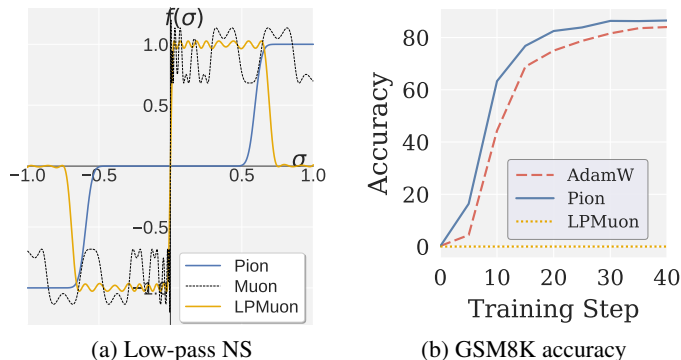 f(σ)
1.0
0.5
σ
−1.0
−0.5
0.5
1.0
−0.5
−1.0
Pion
Muon
LPMuon
(a) Low-pass NS
Accuracy
80
60
40
20
0
AdamW
Pion
LPMuon
0
10
20
30
40
Training Step
(b) GSM8K accuracy